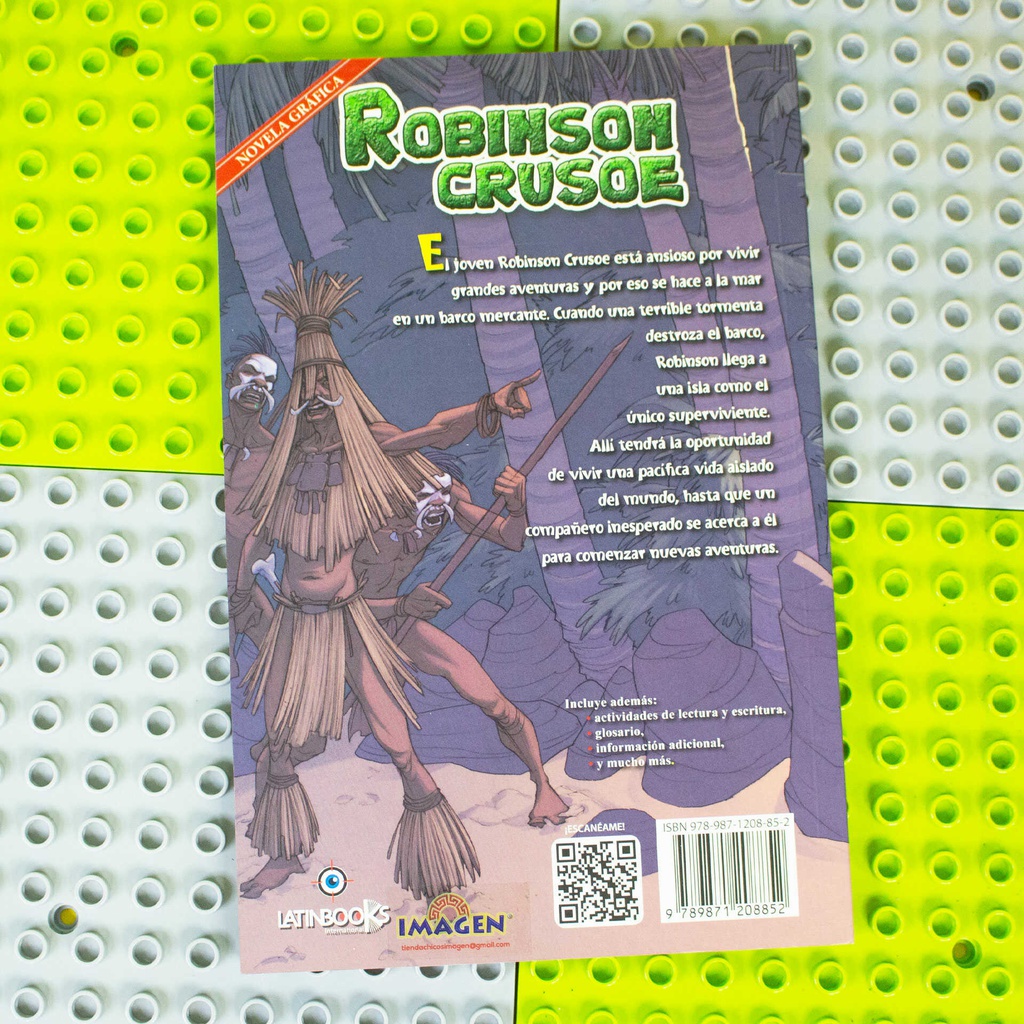 NOVELA GRÁFICA
ROBINSON
CRUSOE
El joven Robinson Crusoe está ansioso por vivir
grandes aventuras y por eso se hace a la mar
en un barco mercante. Cuando una terrible tormenta
destroza el barco,
Robinson llega a
una isla como el
único superviviente.
Allí tendrá la oportunidad
de vivir una pacífica vida aislado
del mundo, hasta que un
compañero inesperado se acerca a él
para comenzar nuevas aventuras.
Incluye además:
• actividades de lectura y escritura,
• glosario,
• información adicional,
• y mucho más.
¡ESCANÉAME!
ISBN 978-987-1208-85-2
9 789871 208852
LATINBOOKS
International
IMAGEN®
tiendachicosimagen@gmail.com